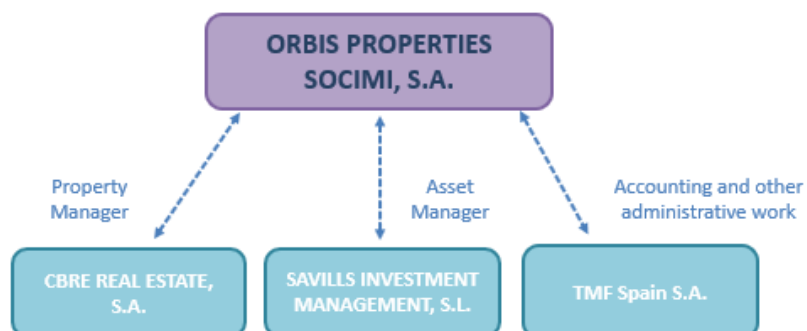 ORBIS PROPERTIES
SOCIMI, S.A.
Property
Manager
Asset
Manager
Accounting and other
administrative work
CBRE REAL ESTATE,
S.A.
SAVILLS INVESTMENT
MANAGEMENT, S.L.
TMF Spain S.A.